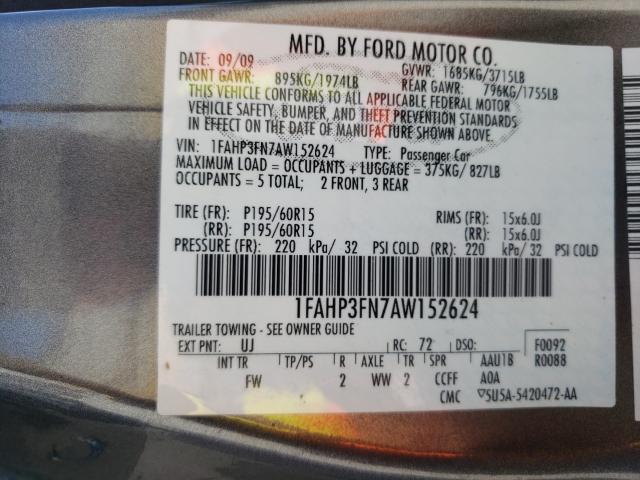 MFD. BY FORD MOTOR CO.
DATE: 09/09 GVWR: 1685KG/3715LB
FRONT GAWR: 895KG/1974LB REAR GAWR: 796KG/1755LB
THIS VEHICLE CONFORMS TO ALL APPLICABLE FEDERAL MOTOR
VEHICLE SAFETY, BUMPER, AND THEFT PREVENTION STANDARDS
IN EFFECT ON THE DATE OF MANUFACTURE SHOWN ABOVE.
VIN: 1FAHP3FN7AW152624 TYPE: Passenger Car
MAXIMUM LOAD = OCCUPANTS + LUGGAGE = 375KG/ 827LB
OCCUPANTS = 5 TOTAL; 2 FRONT, 3 REAR
TIRE (FR): P195/60R15 RIMS (FR): 15x6.0J
(RR): P195/60R15 (RR): 15x6.0J
PRESSURE (FR): 220 kPa/ 32 PSI COLD (RR): 220 kPa/ 32 PSI COLD
1FAHP3FN7AW152624
TRAILER TOWING - SEE OWNER GUIDE
EXT PNT: UJ RC: 72 DSO: F0092
INT TR TP/PS R AXLE TR SPR AAU1B R0088
FW 2 WW 2 CCFF AOA
CMC 5U5A-5420472-AA